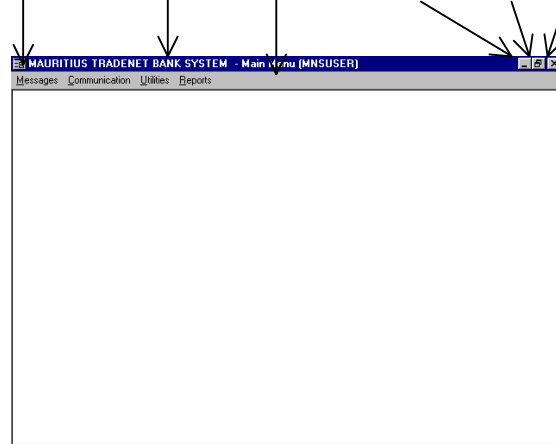 MAURITIUS TRADENET BANK SYSTEM - Main Menu (MNSUSER)
Messages Communication Utilities Reports